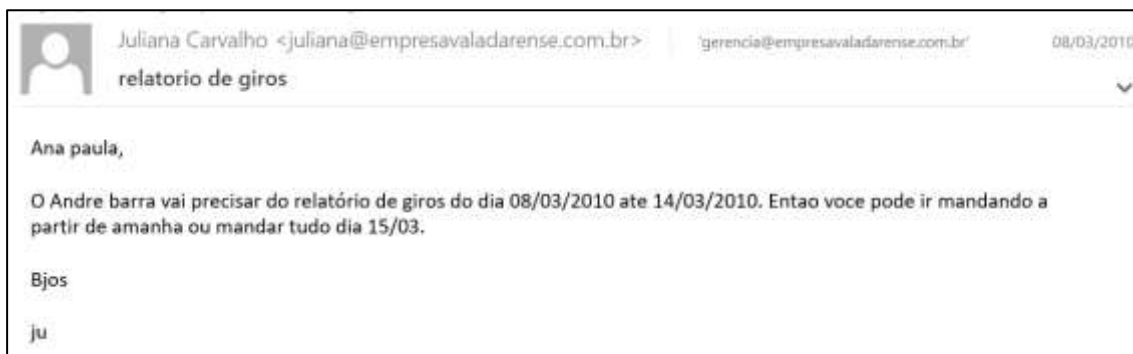 Juliana Carvalho <juliana@empresavaladarense.com.br> 'gerencia@empresavaladarense.com.br' 08/03/2010
relatorio de giros
Ana paula,
O Andre barra vai precisar do relatório de giros do dia 08/03/2010 ate 14/03/2010. Entao voce pode ir mandando a
partir de amanha ou mandar tudo dia 15/03.
Bjos
ju